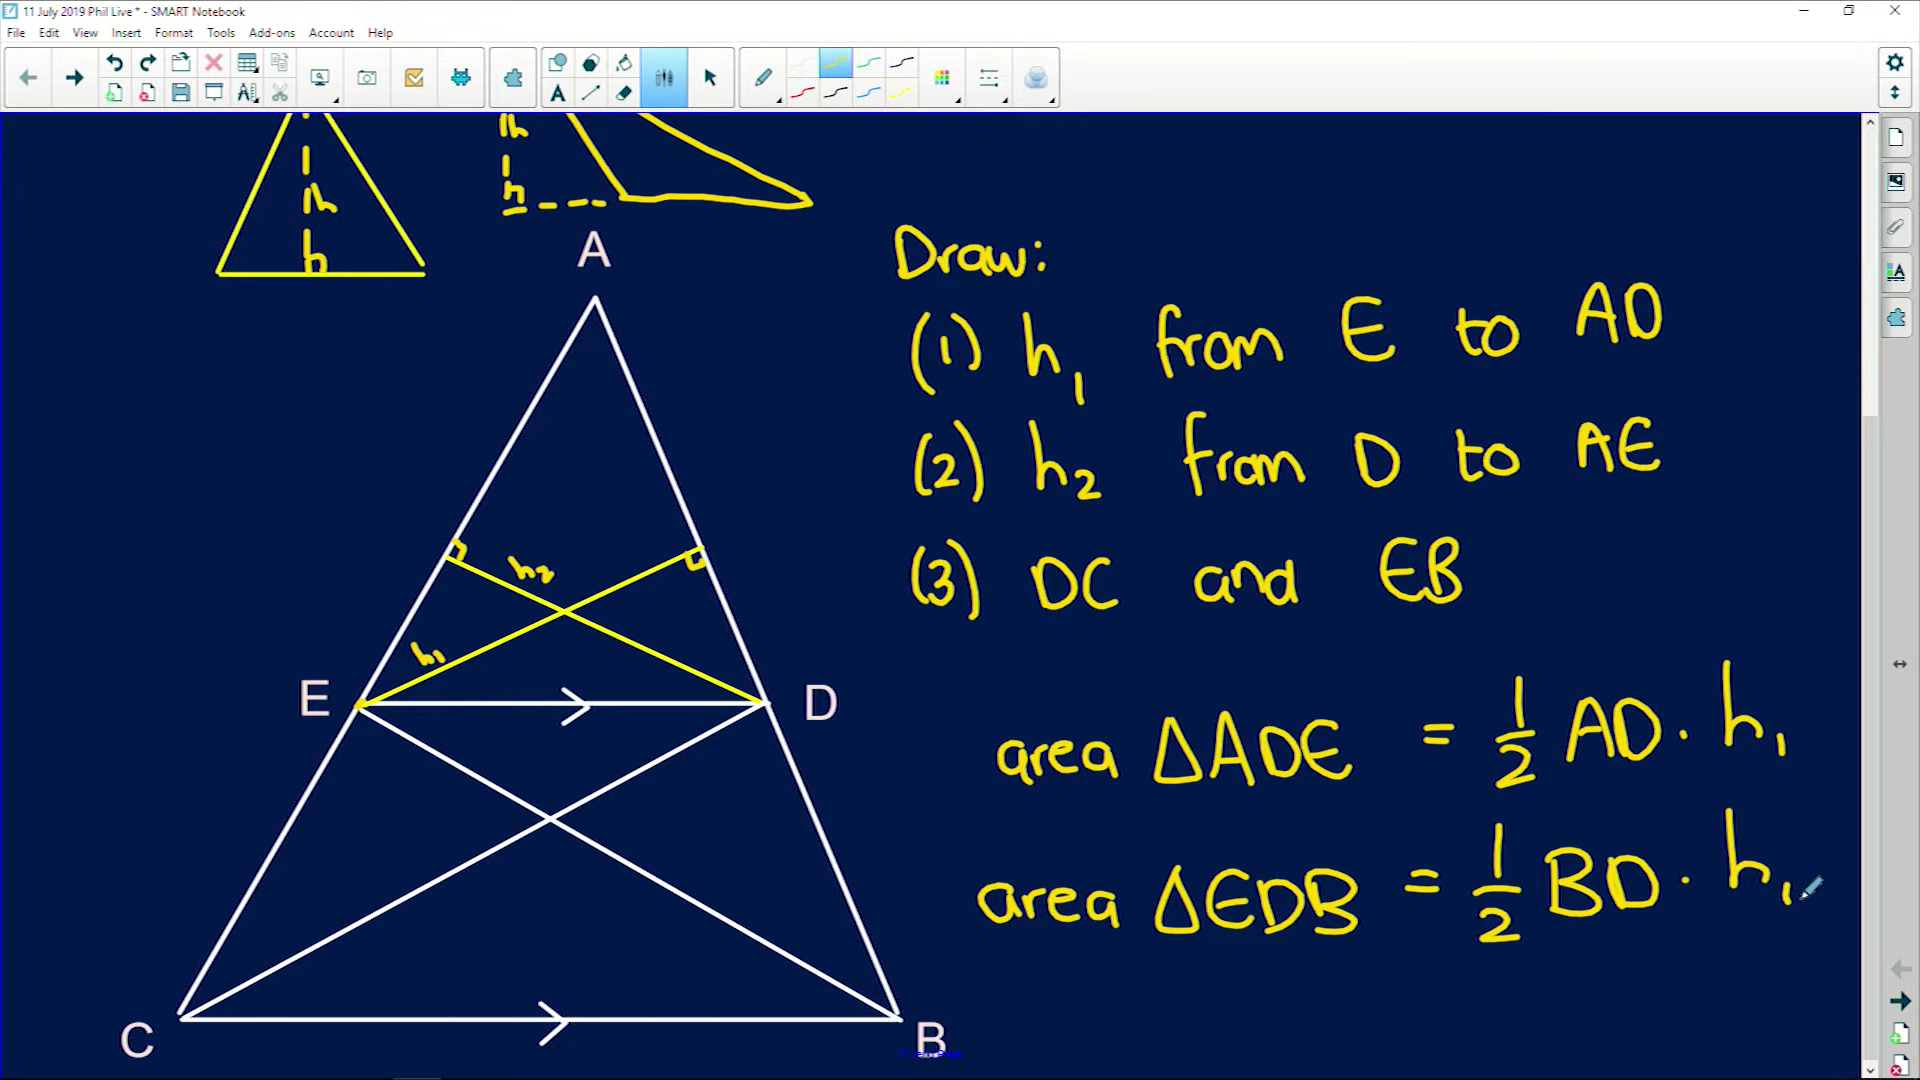 11 July 2019 Phil Live * - SMART Notebook
File Edit View Insert Format Tools Add-ons Account Help
h
h
A
Draw:
(1) h1 from E to AD
(2) h2 from D to AE
(3) DC and EB
h2
h1
E
D
area △ADE = 1/2 AD · h1
area △EDB = 1/2 BD · h1
C
B